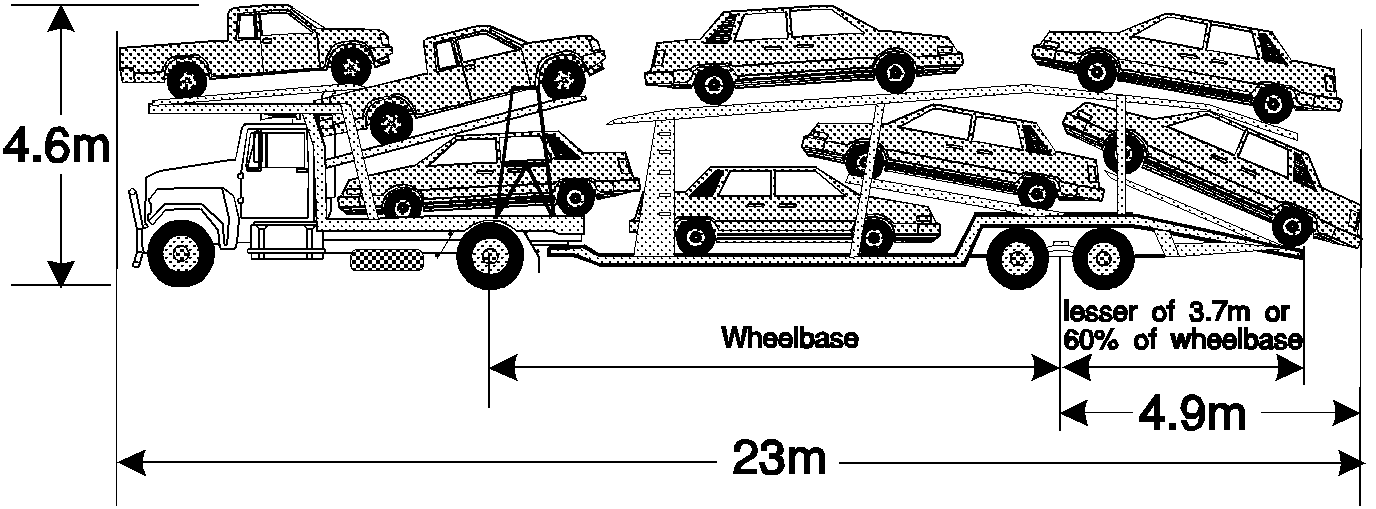 4.6m
lesser of 3.7m or
60% of wheelbase
Wheelbase
4.9m
23m